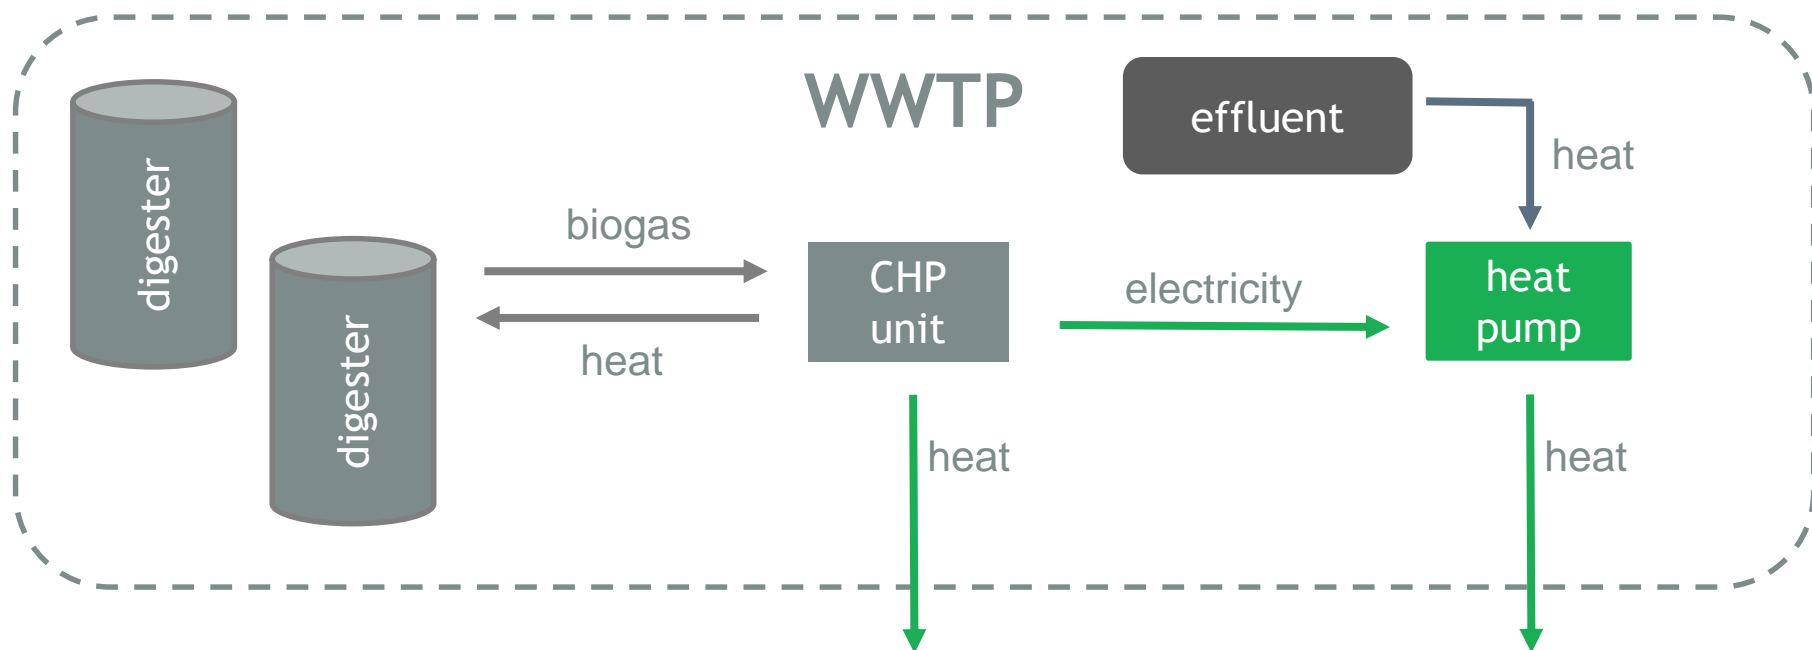 WWTP
effluent
heat
digester
digester
biogas
heat
CHP
unit
electricity
heat
pump
heat
heat